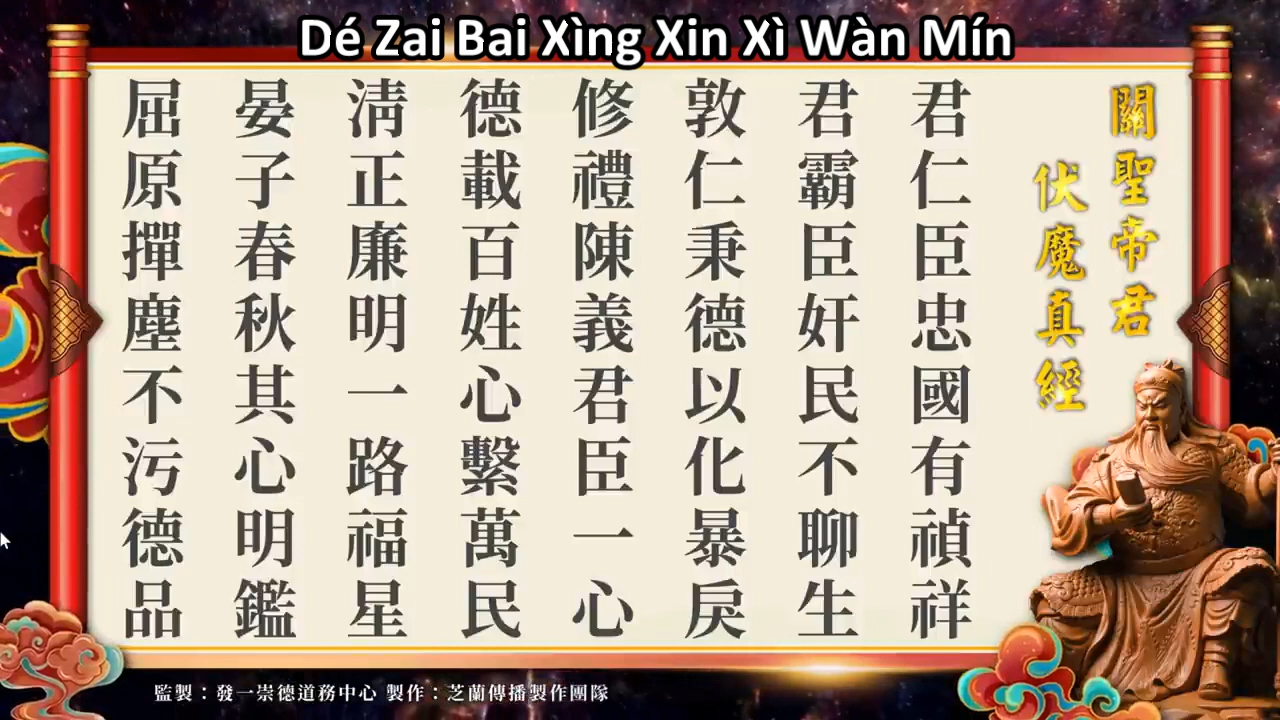 Dé Zai Bai Xìng Xin Xì Wàn Mín
關聖帝君
伏魔真經
君仁臣忠國有禎祥
君霸臣奸民不聊生
敦仁秉德以化暴戾
修禮陳義君臣一心
德載百姓心繫萬民
淸正廉明一路福星
晏子春秋其心明鑑
屈原撣塵不污德品
監製：發一崇德道務中心 製作：芝蘭傳播製作團隊